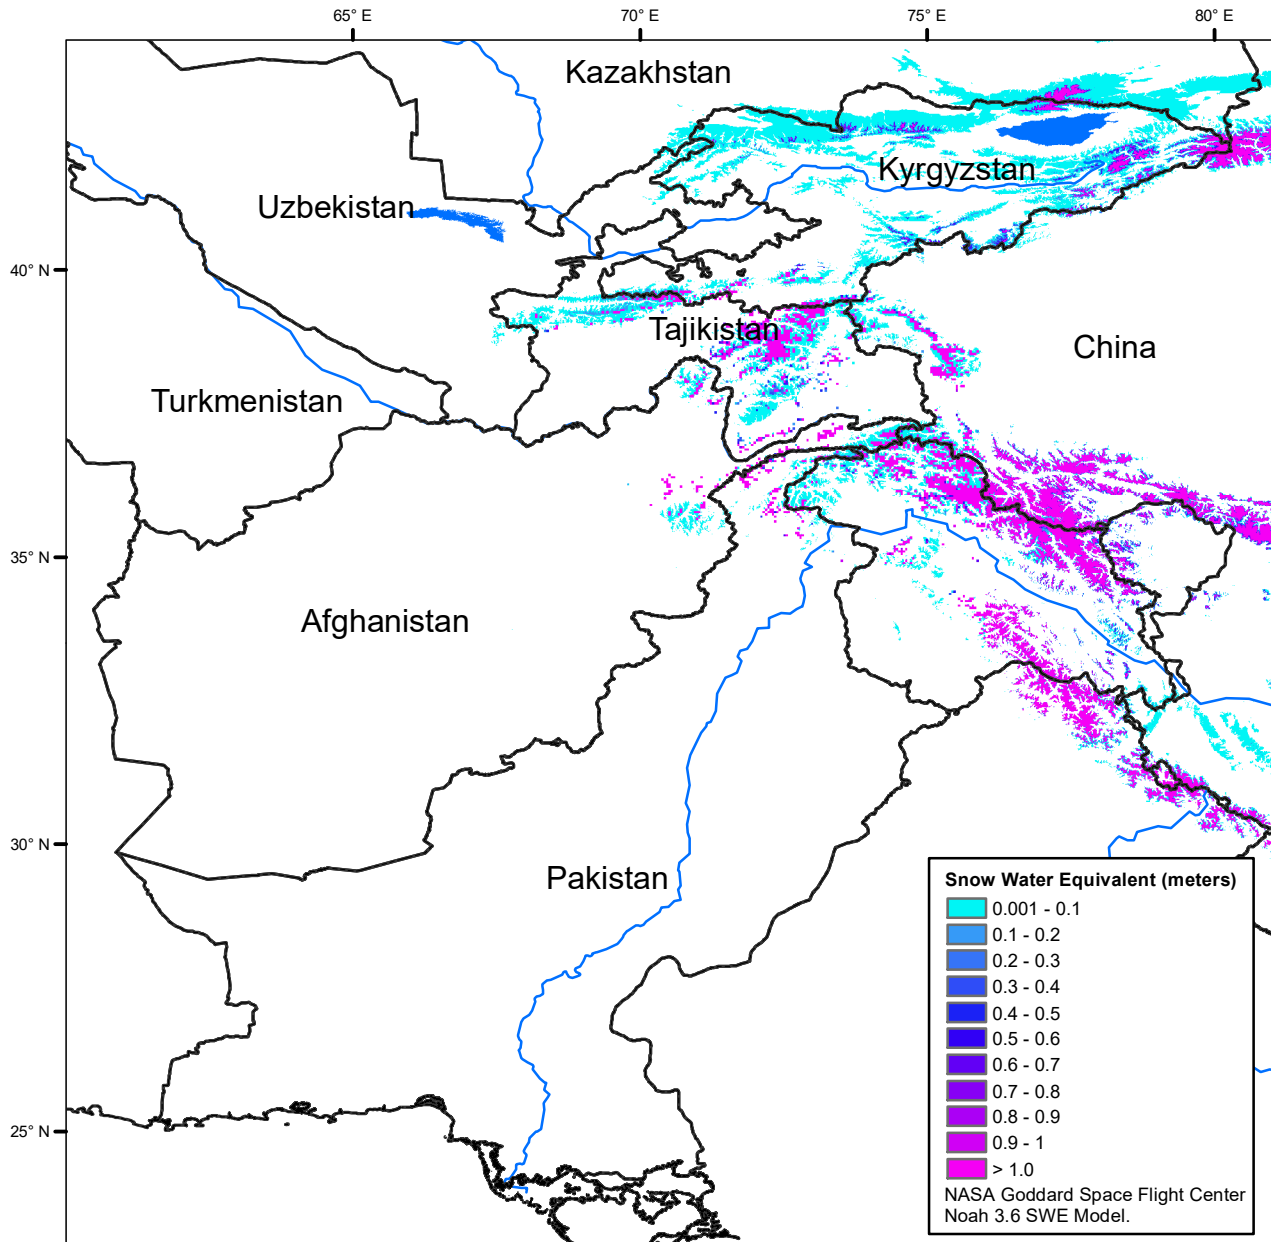 65° E
70° E
75° E
80° E
Kazakhstan
Kyrgyzstan
Uzbekistan
40° N
Tajikistan
China
Turkmenistan
35° N
Afghanistan
30° N
Pakistan
25° N
Snow Water Equivalent (meters)
0.001 - 0.1
0.1 - 0.2
0.2 - 0.3
0.3 - 0.4
0.4 - 0.5
0.5 - 0.6
0.6 - 0.7
0.7 - 0.8
0.8 - 0.9
0.9 - 1
> 1.0
NASA Goddard Space Flight Center
Noah 3.6 SWE Model.